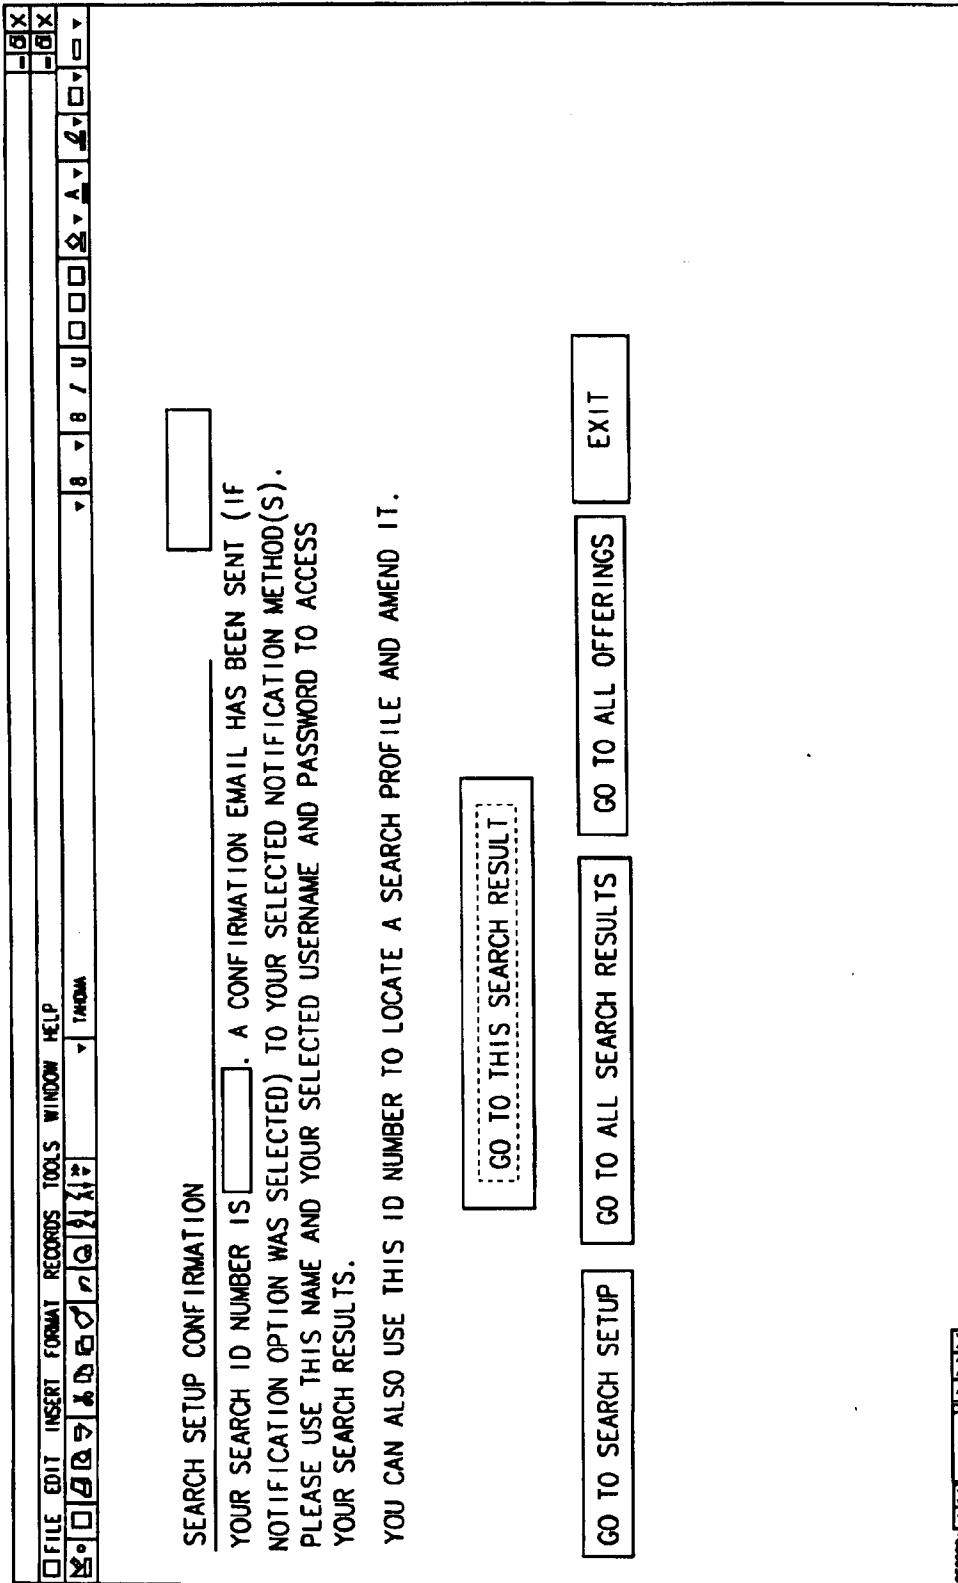 FILE EDIT INSERT FORMAT RECORDS TOOLS WINDOW HELP
TAHOMA 8 B / U A
SEARCH SETUP CONFIRMATION
YOUR SEARCH ID NUMBER IS . A CONFIRMATION EMAIL HAS BEEN SENT (IF
NOTIFICATION OPTION WAS SELECTED) TO YOUR SELECTED NOTIFICATION METHOD(S).
PLEASE USE THIS NAME AND YOUR SELECTED USERNAME AND PASSWORD TO ACCESS
YOUR SEARCH RESULTS.
YOU CAN ALSO USE THIS ID NUMBER TO LOCATE A SEARCH PROFILE AND AMEND IT.
GO TO THIS SEARCH RESULT
GO TO SEARCH SETUP GO TO ALL SEARCH RESULTS GO TO ALL OFFERINGS EXIT